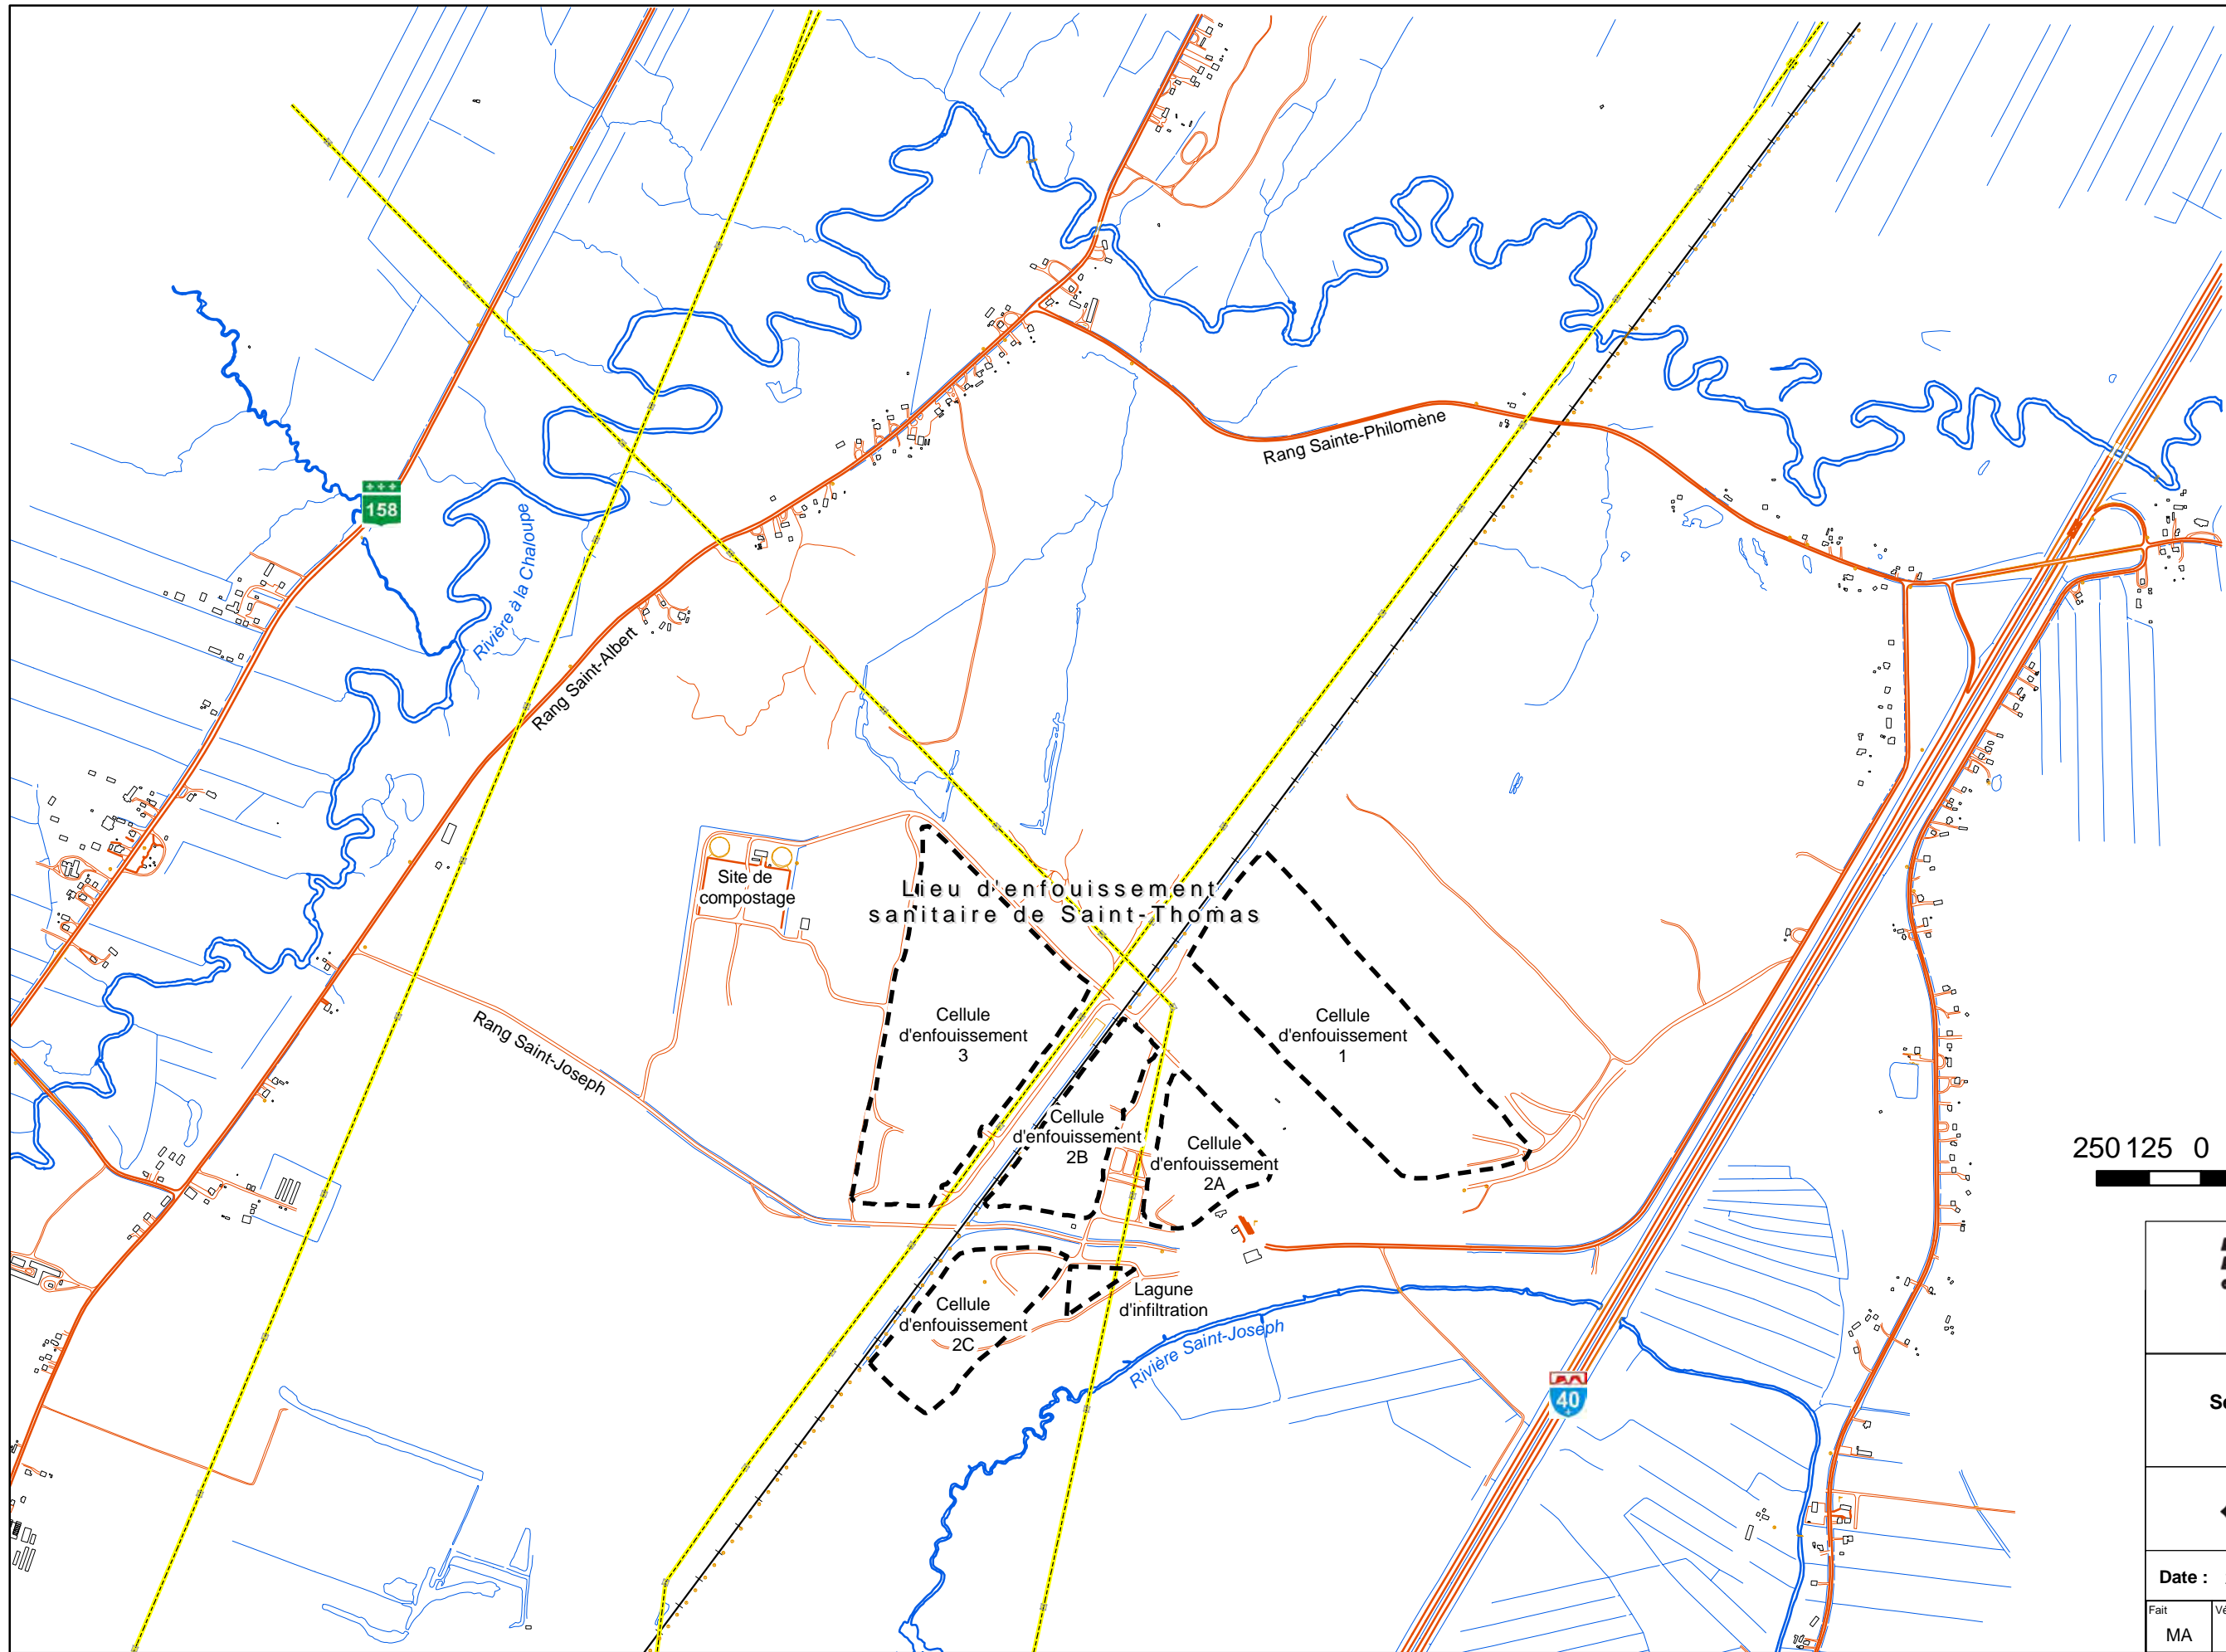 158
Rivière à la Chaloupe
Rang Saint-Albert
Rang Sainte-Philomène
Site de
compostage
Lieu d'enfouissement
sanitaire de Saint-Thomas
Rang Saint-Joseph
Cellule
d'enfouissement
3
Cellule
d'enfouissement
1
Cellule
d'enfouissement
2B
Cellule
d'enfouissement
2A
Cellule
d'enfouissement
2C
Lagune
d'infiltration
Rivière Saint-Joseph
40
250 125 0
Date :
Fait
MA